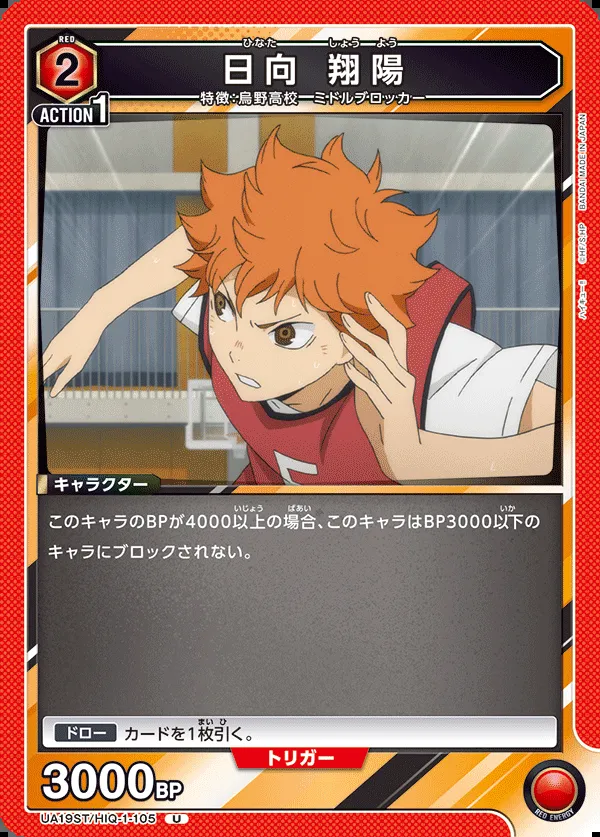 RED
2
ACTION 1
ひなた しょう よう
日向 翔陽
特徴:烏野高校 ミドルブロッカー
ハイキュー!!
©HF/S,HP
BANDAI MADE IN JAPAN
キャラクター
いじょう ばあい いか
このキャラのBPが4000以上の場合、このキャラはBP3000以下の
キャラにブロックされない。
まい ひ
ドロー カードを1枚引く。
トリガー
3000BP
UA19ST/HIQ-1-105 U
RED ENERGY